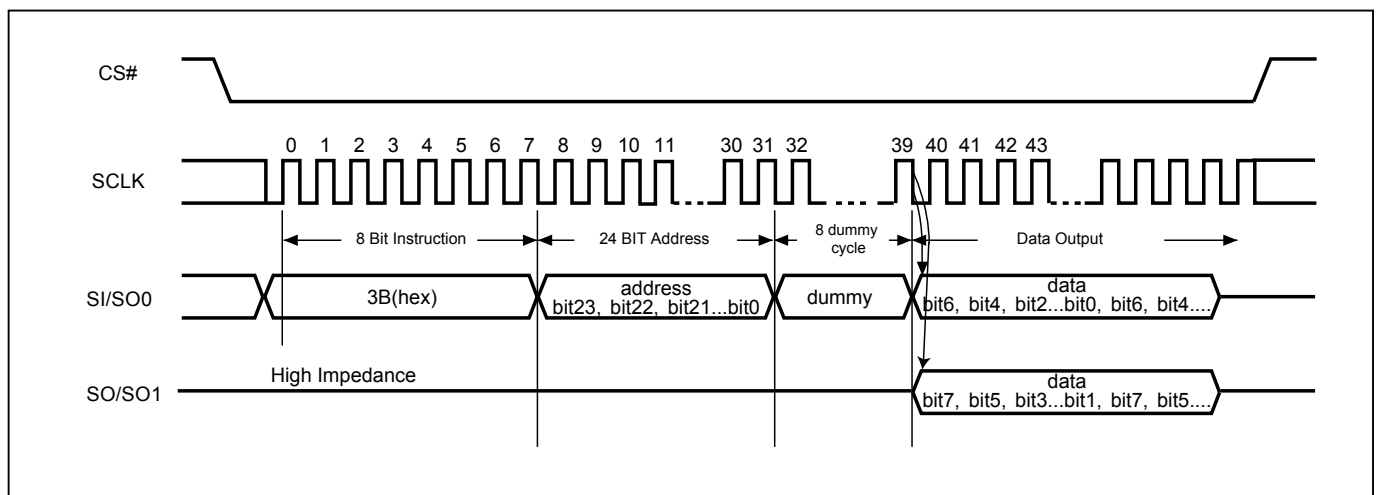 CS#
0 1 2 3 4 5 6 7 8 9 10 11 30 31 32 39 40 41 42 43
SCLK
8 Bit Instruction
24 BIT Address
8 dummy
cycle
Data Output
SI/SO0
3B(hex)
address
bit23, bit22, bit21...bit0
dummy
data
bit6, bit4, bit2...bit0, bit6, bit4....
High Impedance
SO/SO1
data
bit7, bit5, bit3...bit1, bit7, bit5....